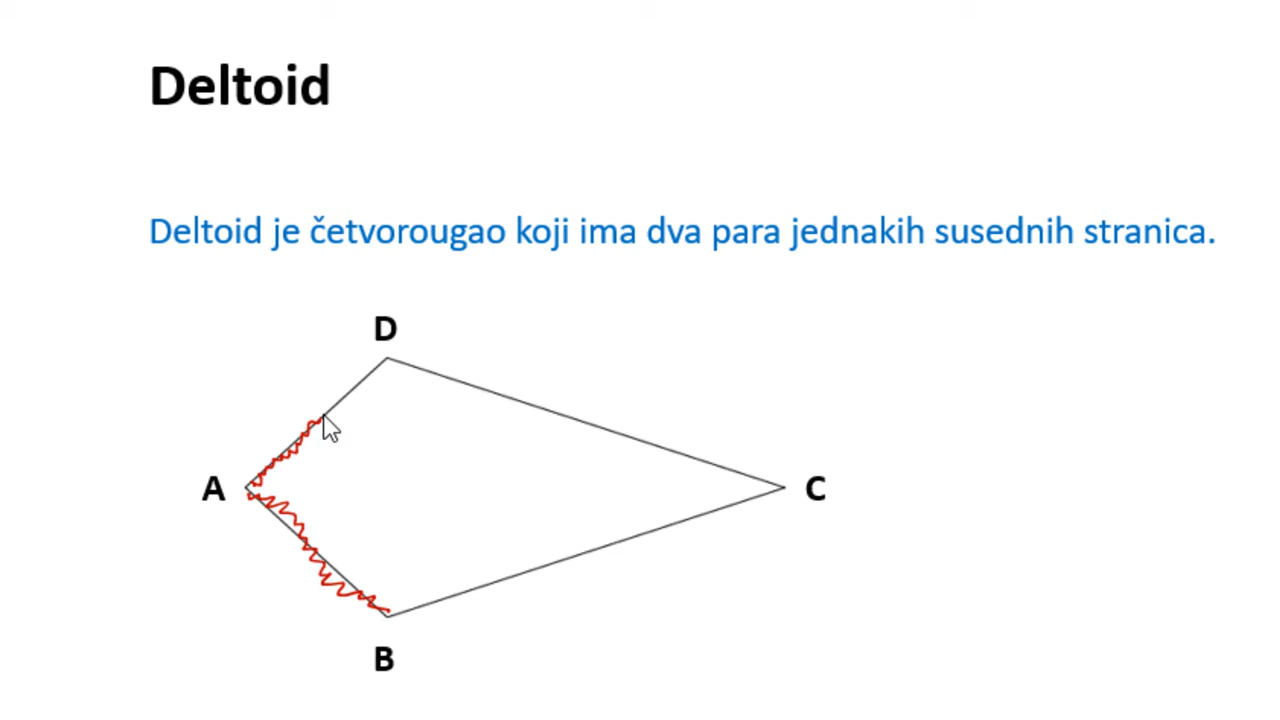 Deltoid
Deltoid je četvorougao koji ima dva para jednakih susednih stranica.
D
A
C
B